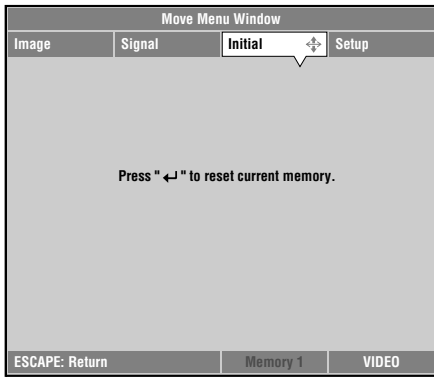 Move Menu Window
Image Signal Initial Setup
Press " ↵ " to reset current memory.
ESCAPE: Return Memory 1 VIDEO